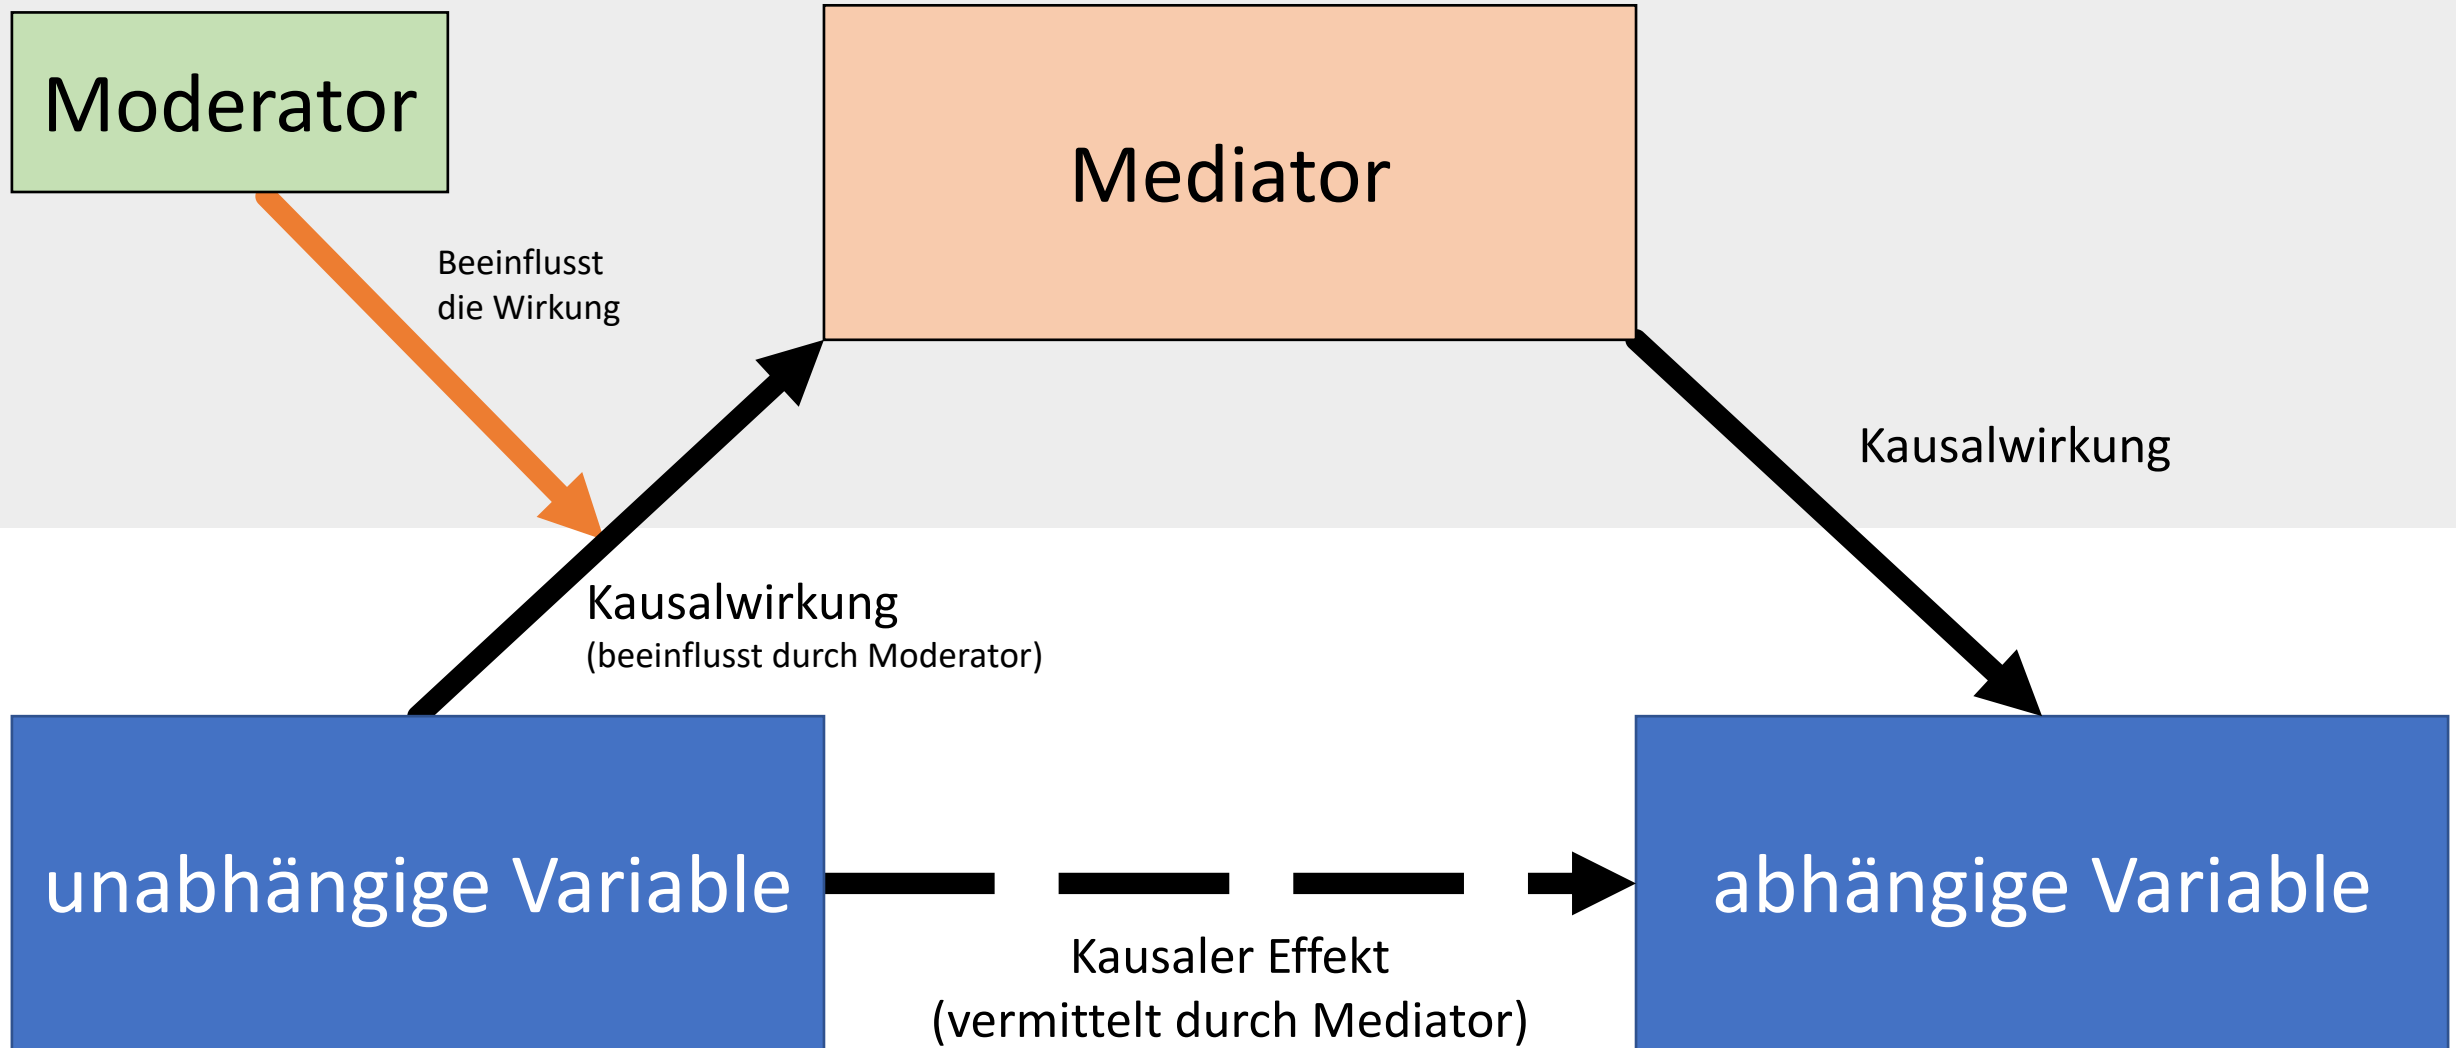 Moderator
Mediator
Beeinflusst
die Wirkung
Kausalwirkung
Kausalwirkung
(beeinflusst durch Moderator)
unabhängige Variable
abhängige Variable
Kausaler Effekt
(vermittelt durch Mediator)